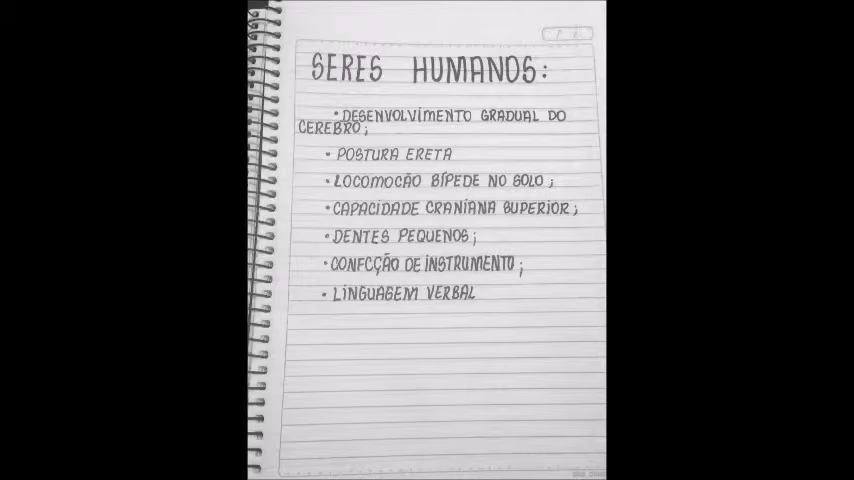 SERES HUMANOS:
• DESENVOLVIMENTO GRADUAL DO
CEREBRO;
• POSTURA ERETA
• LOCOMOCÃO BÍPEDE NO SOLO;
• CAPACIDADE CRANIANA SUPERIOR;
• DENTES PEQUENOS;
• CONFCÇÃO DE INSTRUMENTO;
• LINGUAGEM VERBAL